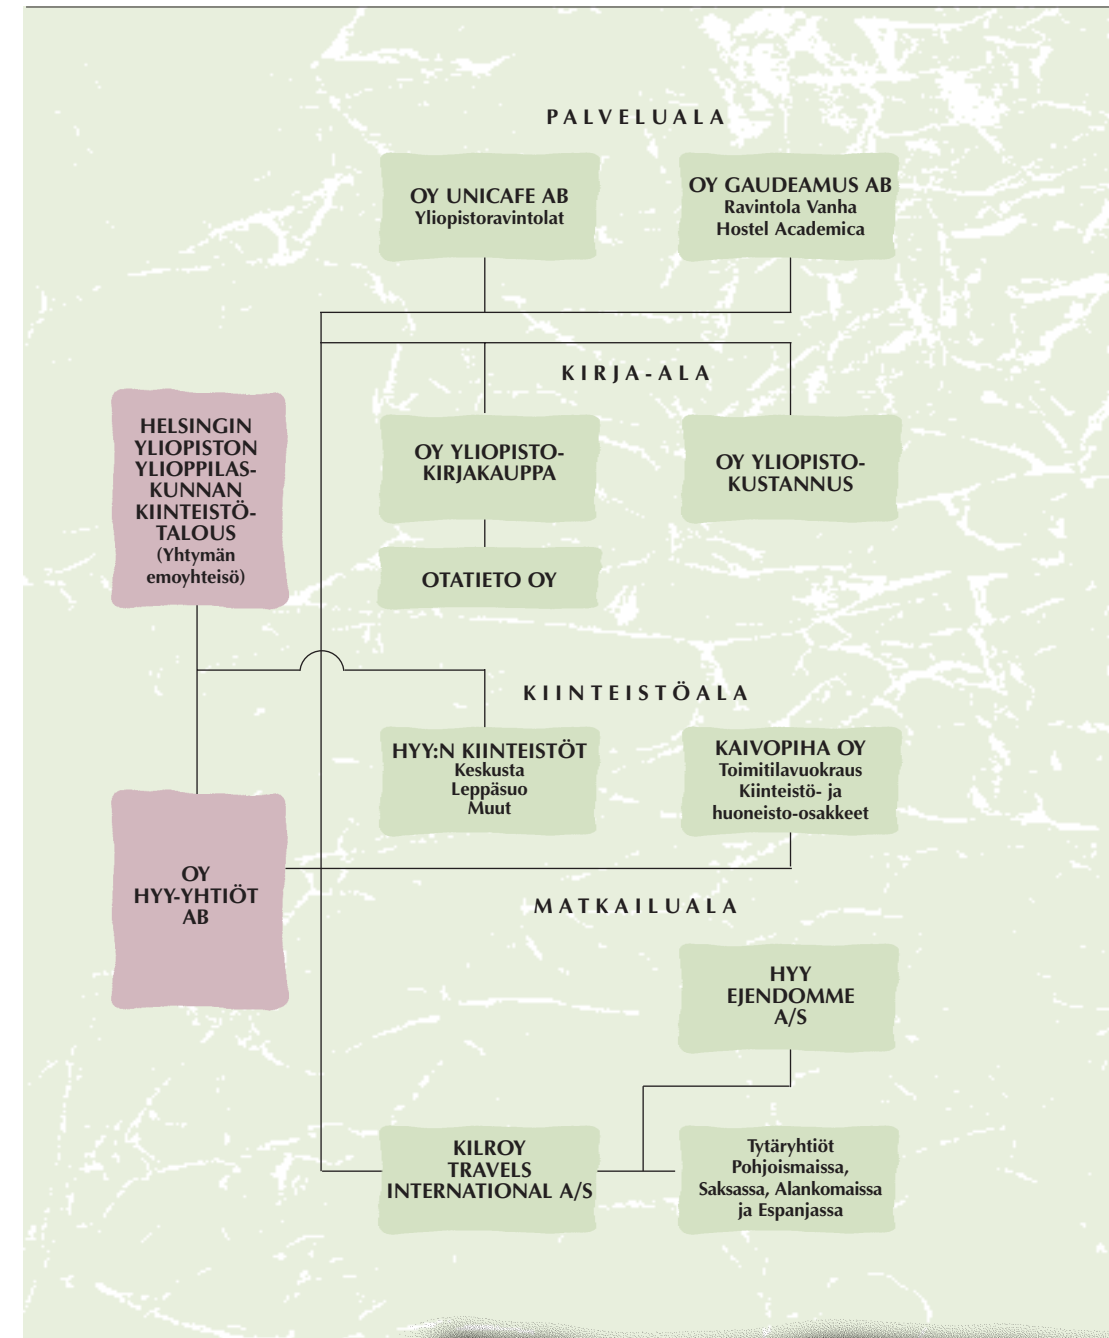 PALVELUALA
OY UNICAFE AB
Yliopistoravintolat
OY GAUDEAMUS AB
Ravintola Vanha
Hostel Academica
KIRJA-ALA
HELSINGIN
YLIOPISTON
YLIOPPILAS-
KUNNAN
KIINTEISTÖ-
TALOUS
(Yhtymän
emoyhteisö)
OY YLIOPISTO-
KIRJAKAUPPA
OY YLIOPISTO-
KUSTANNUS
OTATIETO OY
KIINTEISTÖALA
HYY:N KIINTEISTÖT
Keskusta
Leppäsuo
Muut
KAIVOPIHA OY
Toimitilavuokraus
Kiinteistö- ja
huoneisto-osakkeet
OY
HYY-YHTIÖT
AB
MATKAILUALA
HYY
EJENDOMME
A/S
KILROY
TRAVELS
INTERNATIONAL A/S
Tytäryhtiöt
Pohjoismaissa,
Saksassa, Alankomaissa
ja Espanjassa